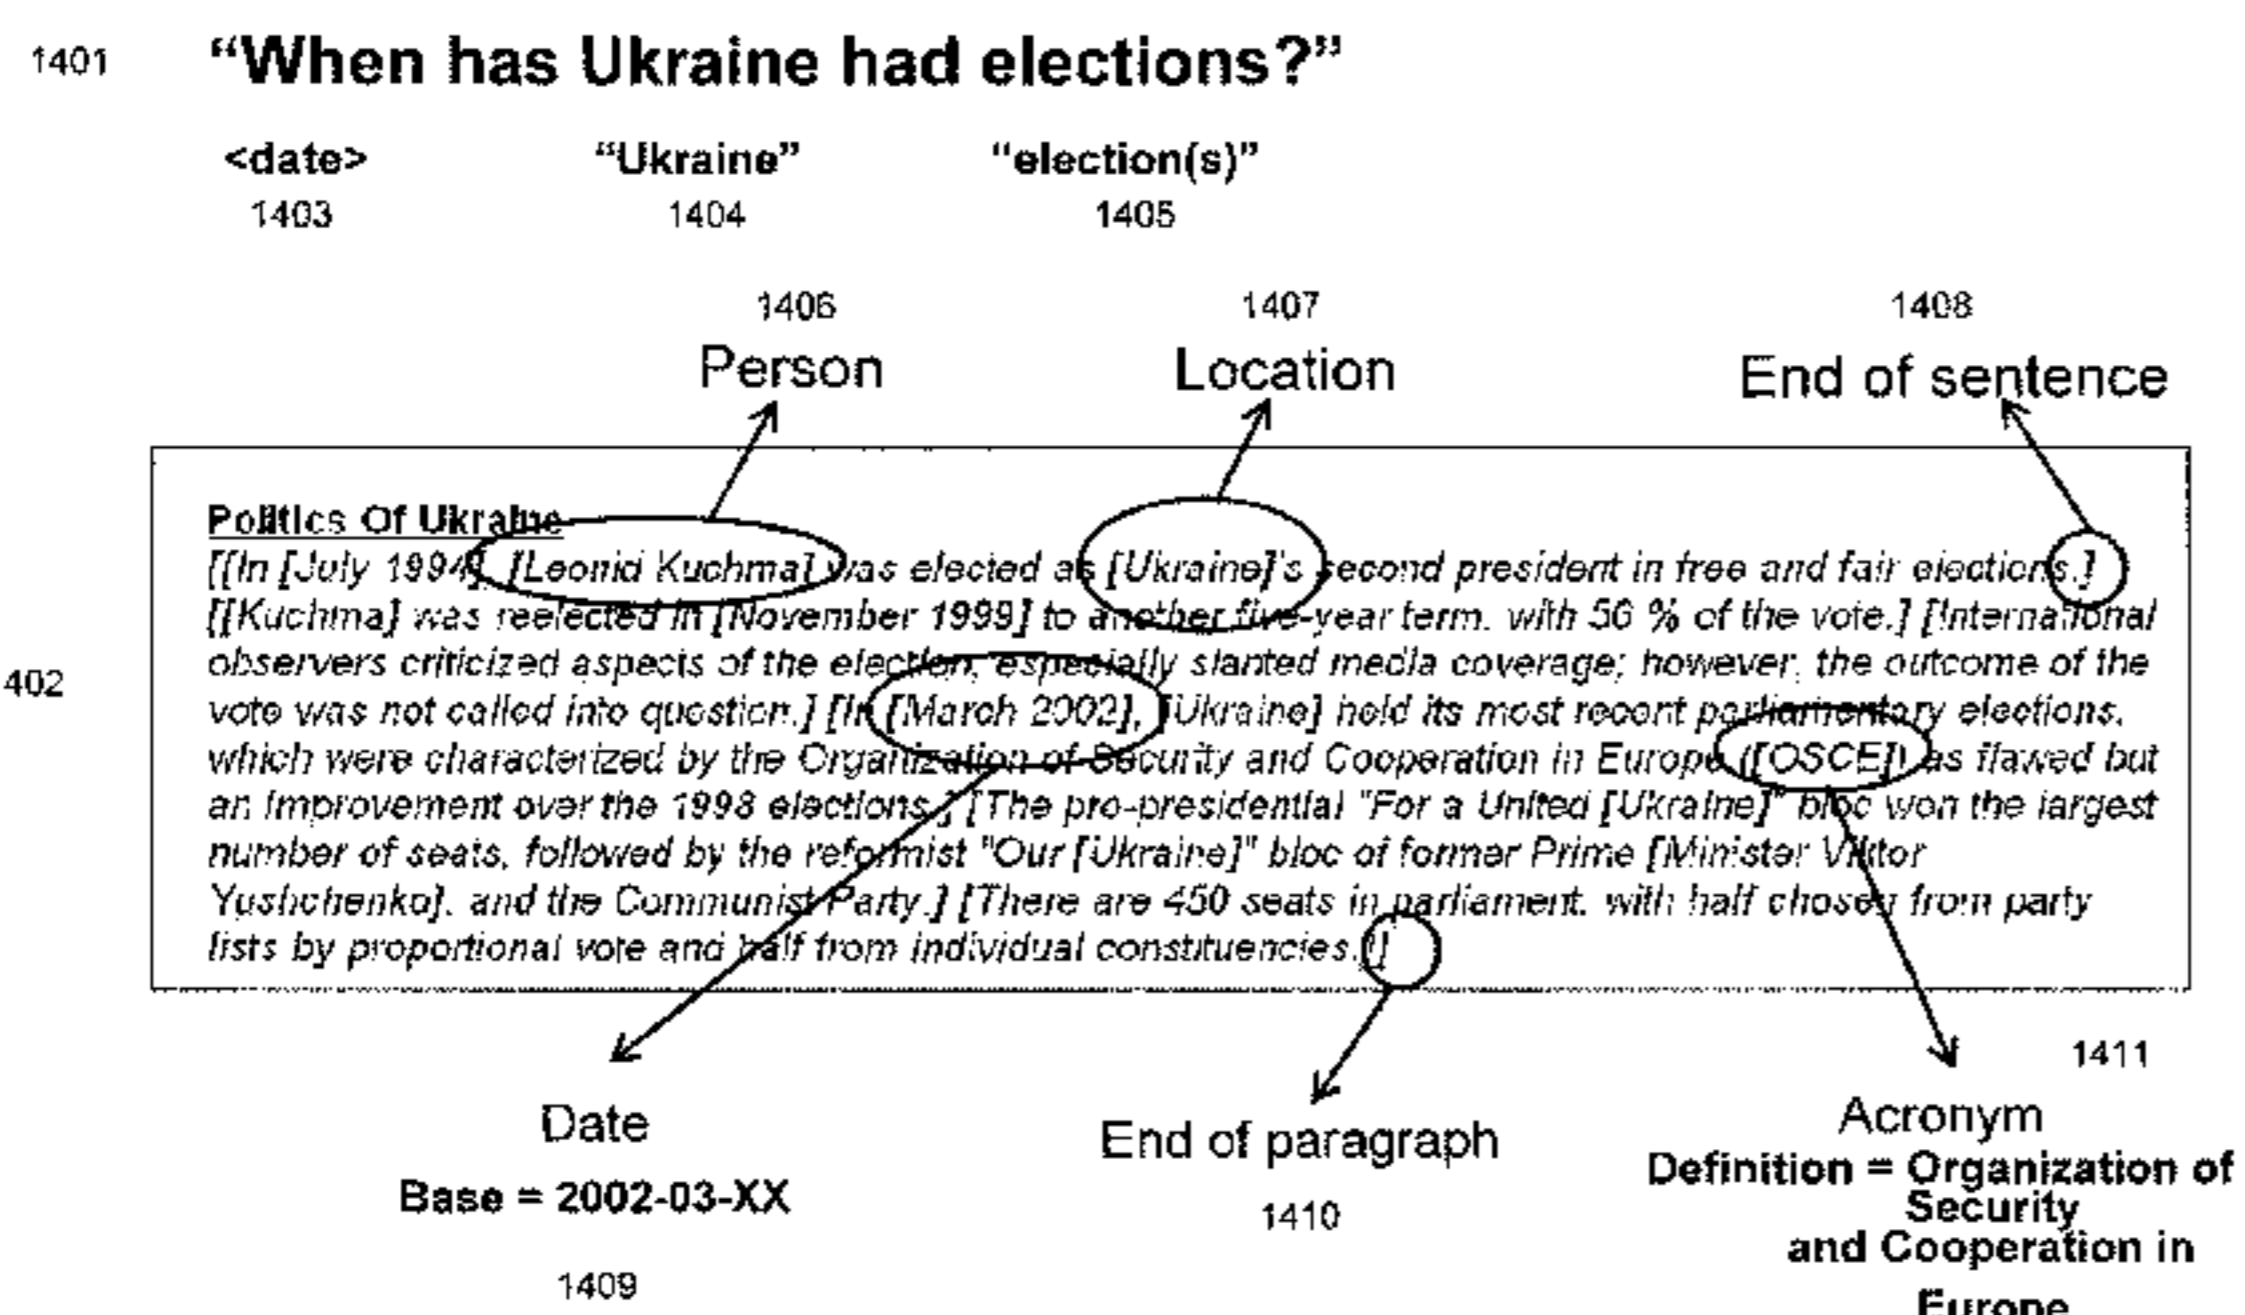 1401 “When has Ukraine had elections?”
<date> “Ukraine” “election(s)”
1403 1404 1405
1406 1407 1408
Person Location End of sentence
Politics Of Ukraine
[[In [July 1994], [Leonid Kuchma] was elected as [Ukraine]'s second president in free and fair elections.]
[[Kuchma] was reelected in [November 1999] to another five-year term, with 56 % of the vote.] [International
observers criticized aspects of the election, especially slanted media coverage; however, the outcome of the
402 vote was not called into question.] [In [March 2002], [Ukraine] held its most recent parliamentary elections,
which were characterized by the Organization of Security and Cooperation in Europe ([OSCE]) as flawed but
an improvement over the 1998 elections.] [The pro-presidential "For a United [Ukraine]" bloc won the largest
number of seats, followed by the reformist "Our [Ukraine]" bloc of former Prime [Minister Viktor
Yushchenko], and the Communist Party.] [There are 450 seats in parliament, with half chosen from party
lists by proportional vote and half from individual constituencies.]]
1411
Date End of paragraph Acronym
Base = 2002-03-XX 1410 Definition = Organization of
Security
and Cooperation in
1409 Europe